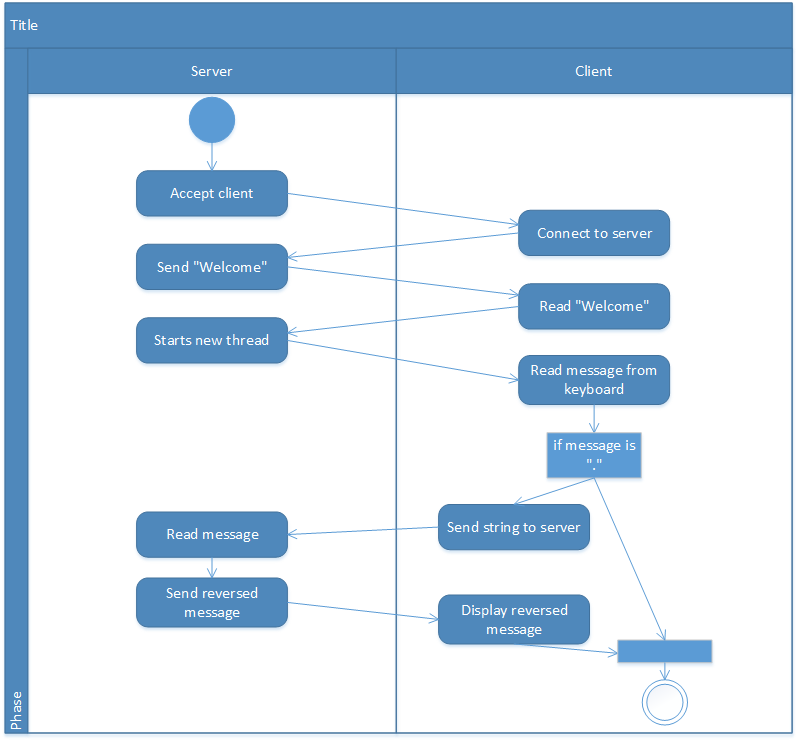 Title
Server
Client
Accept client
Connect to server
Send "Welcome"
Read "Welcome"
Starts new thread
Read message from
keyboard
if message is
"."
Send string to server
Read message
Send reversed
message
Display reversed
message
Phase